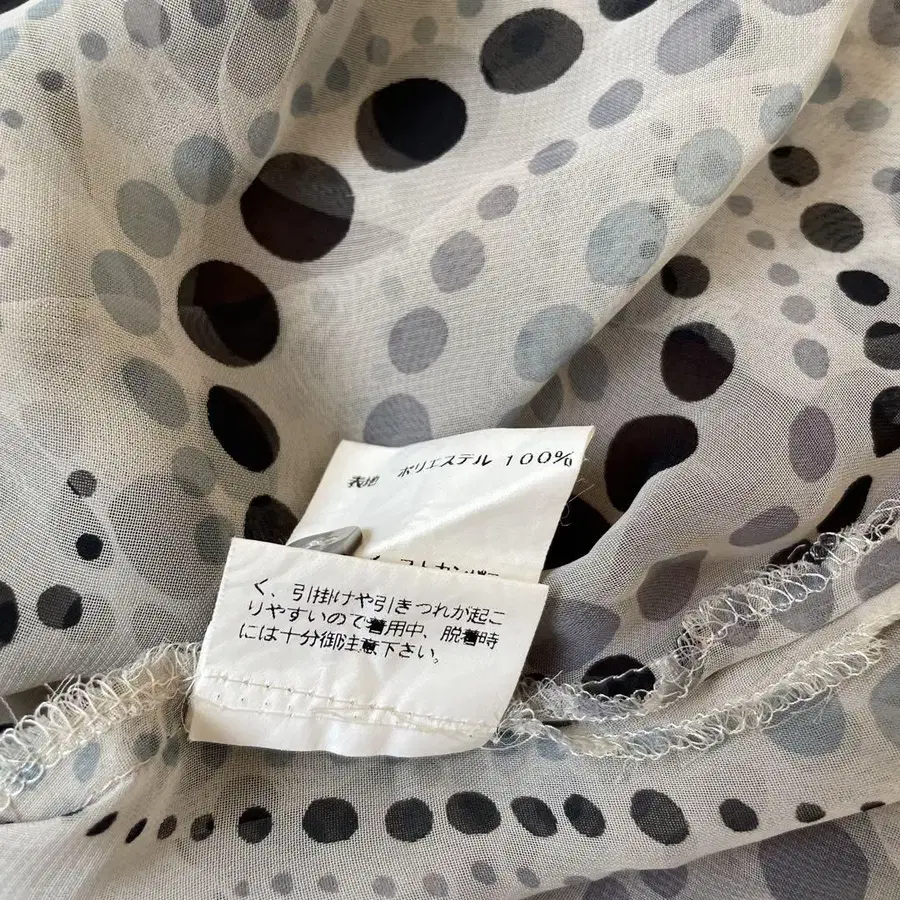 表地 ポリエステル 100%
く、引掛けや引きつれが起こ
りやすいので着用中、脱着時
には十分御注意下さい。